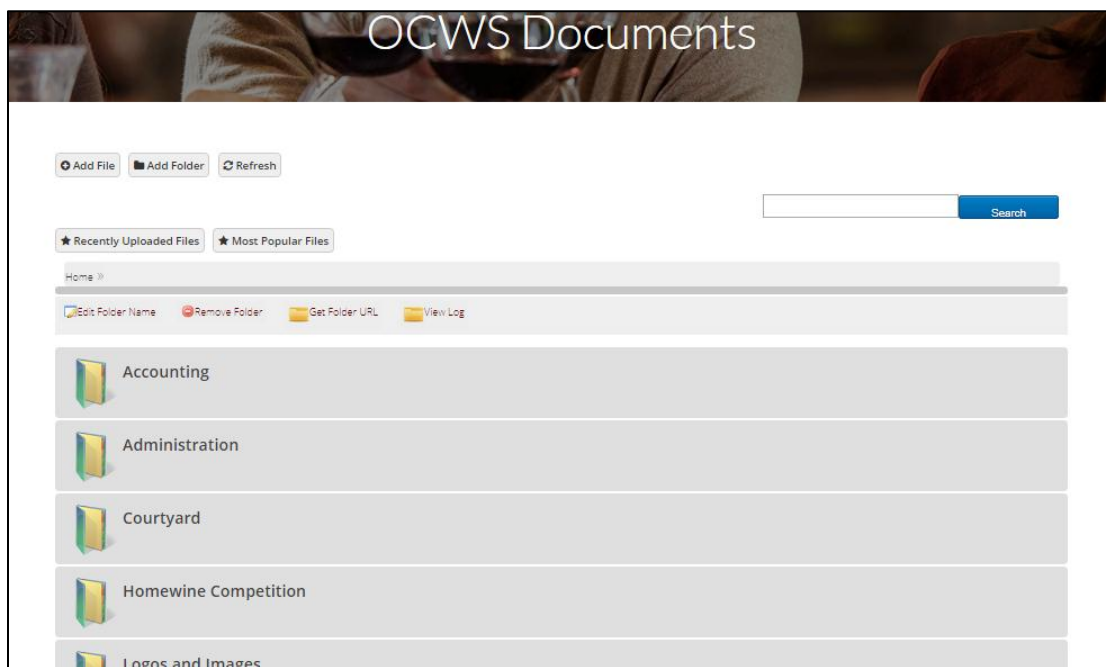 OCWS Documents
Add File Add Folder Refresh
Search
Recently Uploaded Files Most Popular Files
Home »
Edit Folder Name Remove Folder Get Folder URL View Log
Accounting
Administration
Courtyard
Homewine Competition
Logos and Images